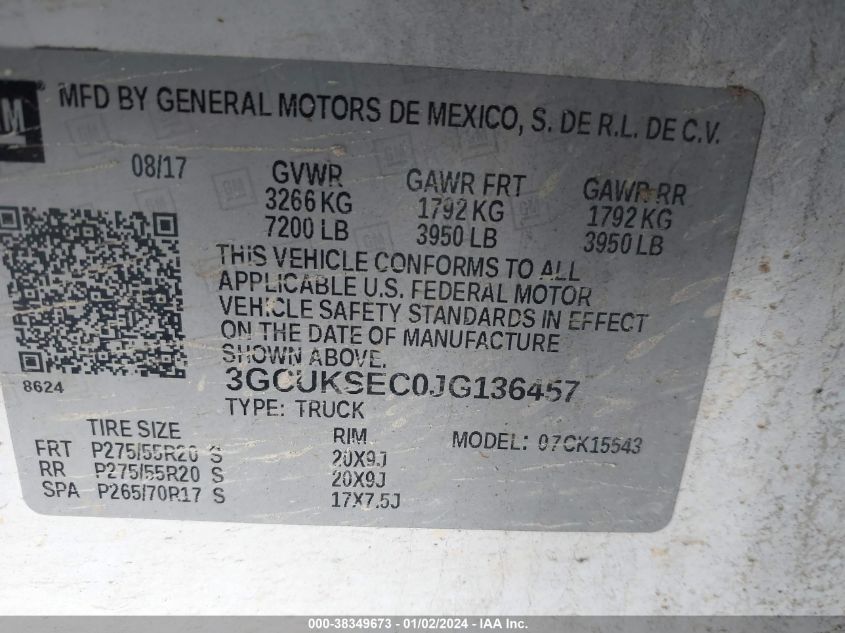 GM
MFD BY GENERAL MOTORS DE MEXICO, S. DE R.L. DE C.V.
08/17
GVWR GAWR FRT GAWR RR
3266 KG 1792 KG 1792 KG
7200 LB 3950 LB 3950 LB
THIS VEHICLE CONFORMS TO ALL
APPLICABLE U.S. FEDERAL MOTOR
VEHICLE SAFETY STANDARDS IN EFFECT
ON THE DATE OF MANUFACTURE
SHOWN ABOVE.
8624
3GCUKSEC0JG136457
TYPE: TRUCK
TIRE SIZE RIM MODEL: 07CK15543
FRT P275/55R20 S 20X9J
RR P275/55R20 S 20X9J
SPA P265/70R17 S 17X7.5J
000-38349673 - 01/02/2024 - IAA Inc.